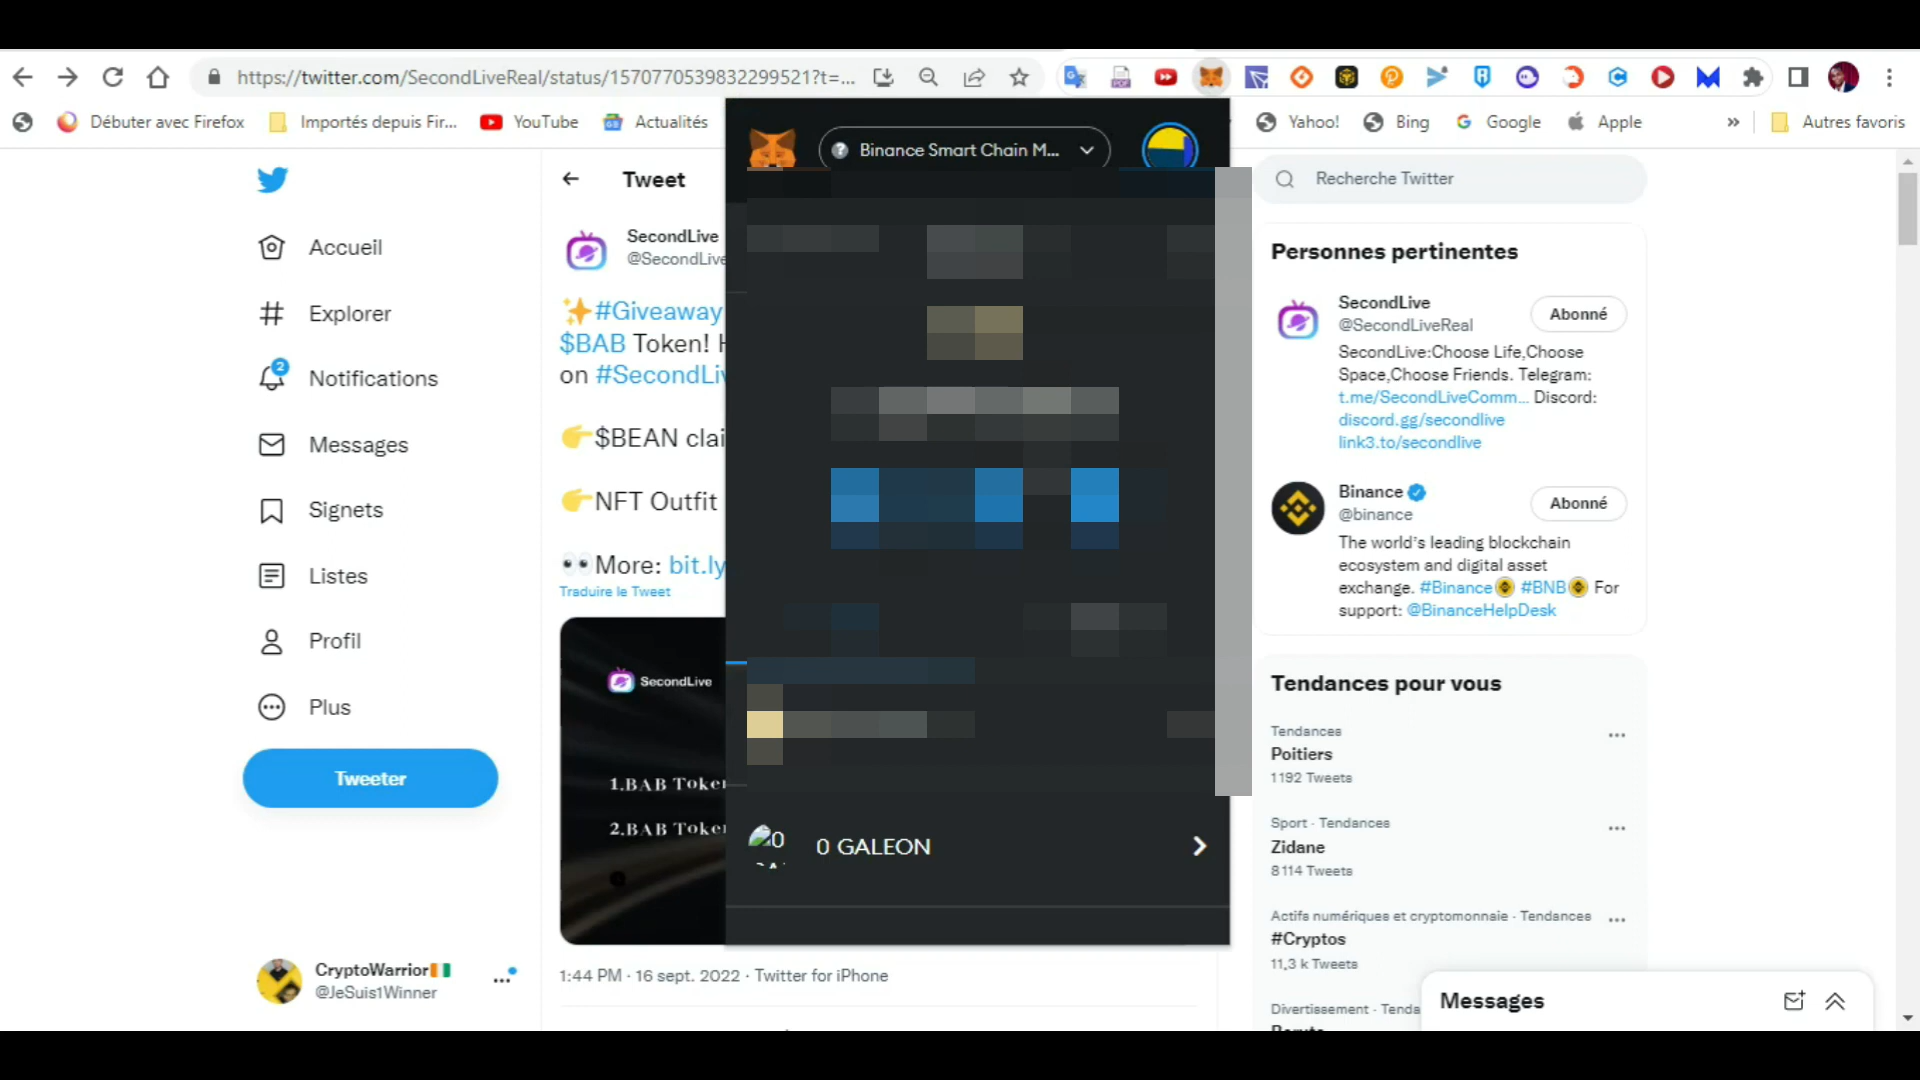 https://twitter.com/SecondLiveReal/status/1570770539832299521?t=...
Débuter avec Firefox
Importés depuis Fir...
YouTube
Actualités
Yahoo!
Bing
Google
Apple
»
Autres favoris
Accueil
Explorer
2
Notifications
Messages
Signets
Listes
Profil
Plus
Tweeter
CryptoWarrior
@JeSuis1Winner
Tweet
SecondLive
@SecondLive
#Giveaway
$BAB Token!
on
$BEAN
NFT Outfit
More: bit.ly
Traduire le Tweet
SecondLive
1.BAB
2.BAB
1:44 PM · 16 sept. 2022 · Twitter for iPhone
Binance Smart Chain M...
0
0 GALEON
Recherche Twitter
Personnes pertinentes
SecondLive
@SecondLiveReal
Abonné
SecondLive:Choose Life,Choose
Space,Choose Friends. Telegram:
t.me/SecondLiveComm... Discord:
discord.gg/secondlive
link3.to/secondlive
Binance
@binance
Abonné
The world's leading blockchain
ecosystem and digital asset
exchange. #Binance #BNB For
support: @BinanceHelpDesk
Tendances pour vous
Tendances
Poitiers
1 192 Tweets
Sport · Tendances
Zidane
8 114 Tweets
Actifs numériques et cryptomonnaie · Tendances
#Cryptos
11,3 k Tweets
Divertissement ·
Messages